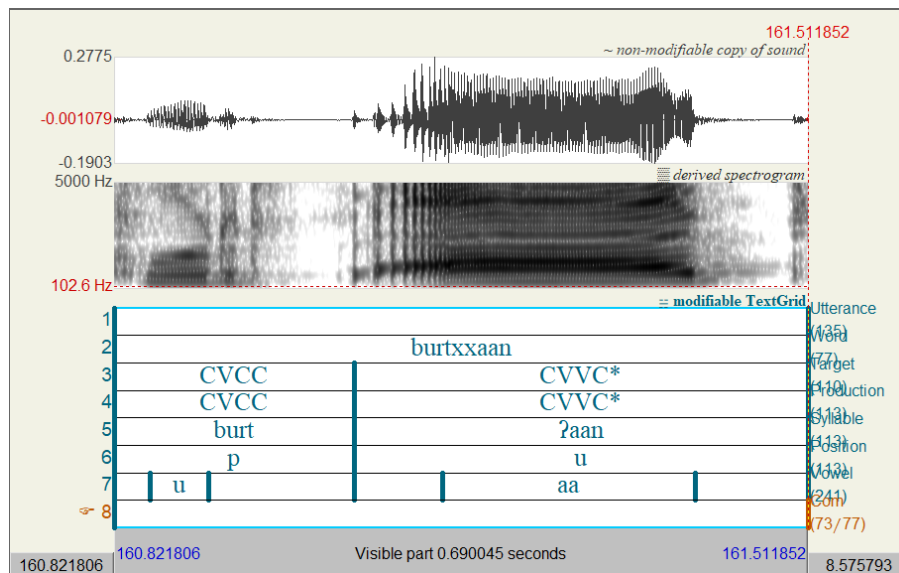 161.511852
0.2775
~ non-modifiable copy of sound
-0.001079
-0.1903
5000 Hz
derived spectrogram
102.6 Hz
modifiable TextGrid
1
Utterance
(135)
2
burtxxaan
Word
(77)
3
CVCC
CVVC*
Target
(110)
4
CVCC
CVVC*
Production
(113)
5
burt
ʔaan
Syllable
(113)
6
p
u
Position
(113)
7
u
aa
Vowel
(241)
8
Com
(73/77)
160.821806
160.821806
Visible part 0.690045 seconds
161.511852
8.575793